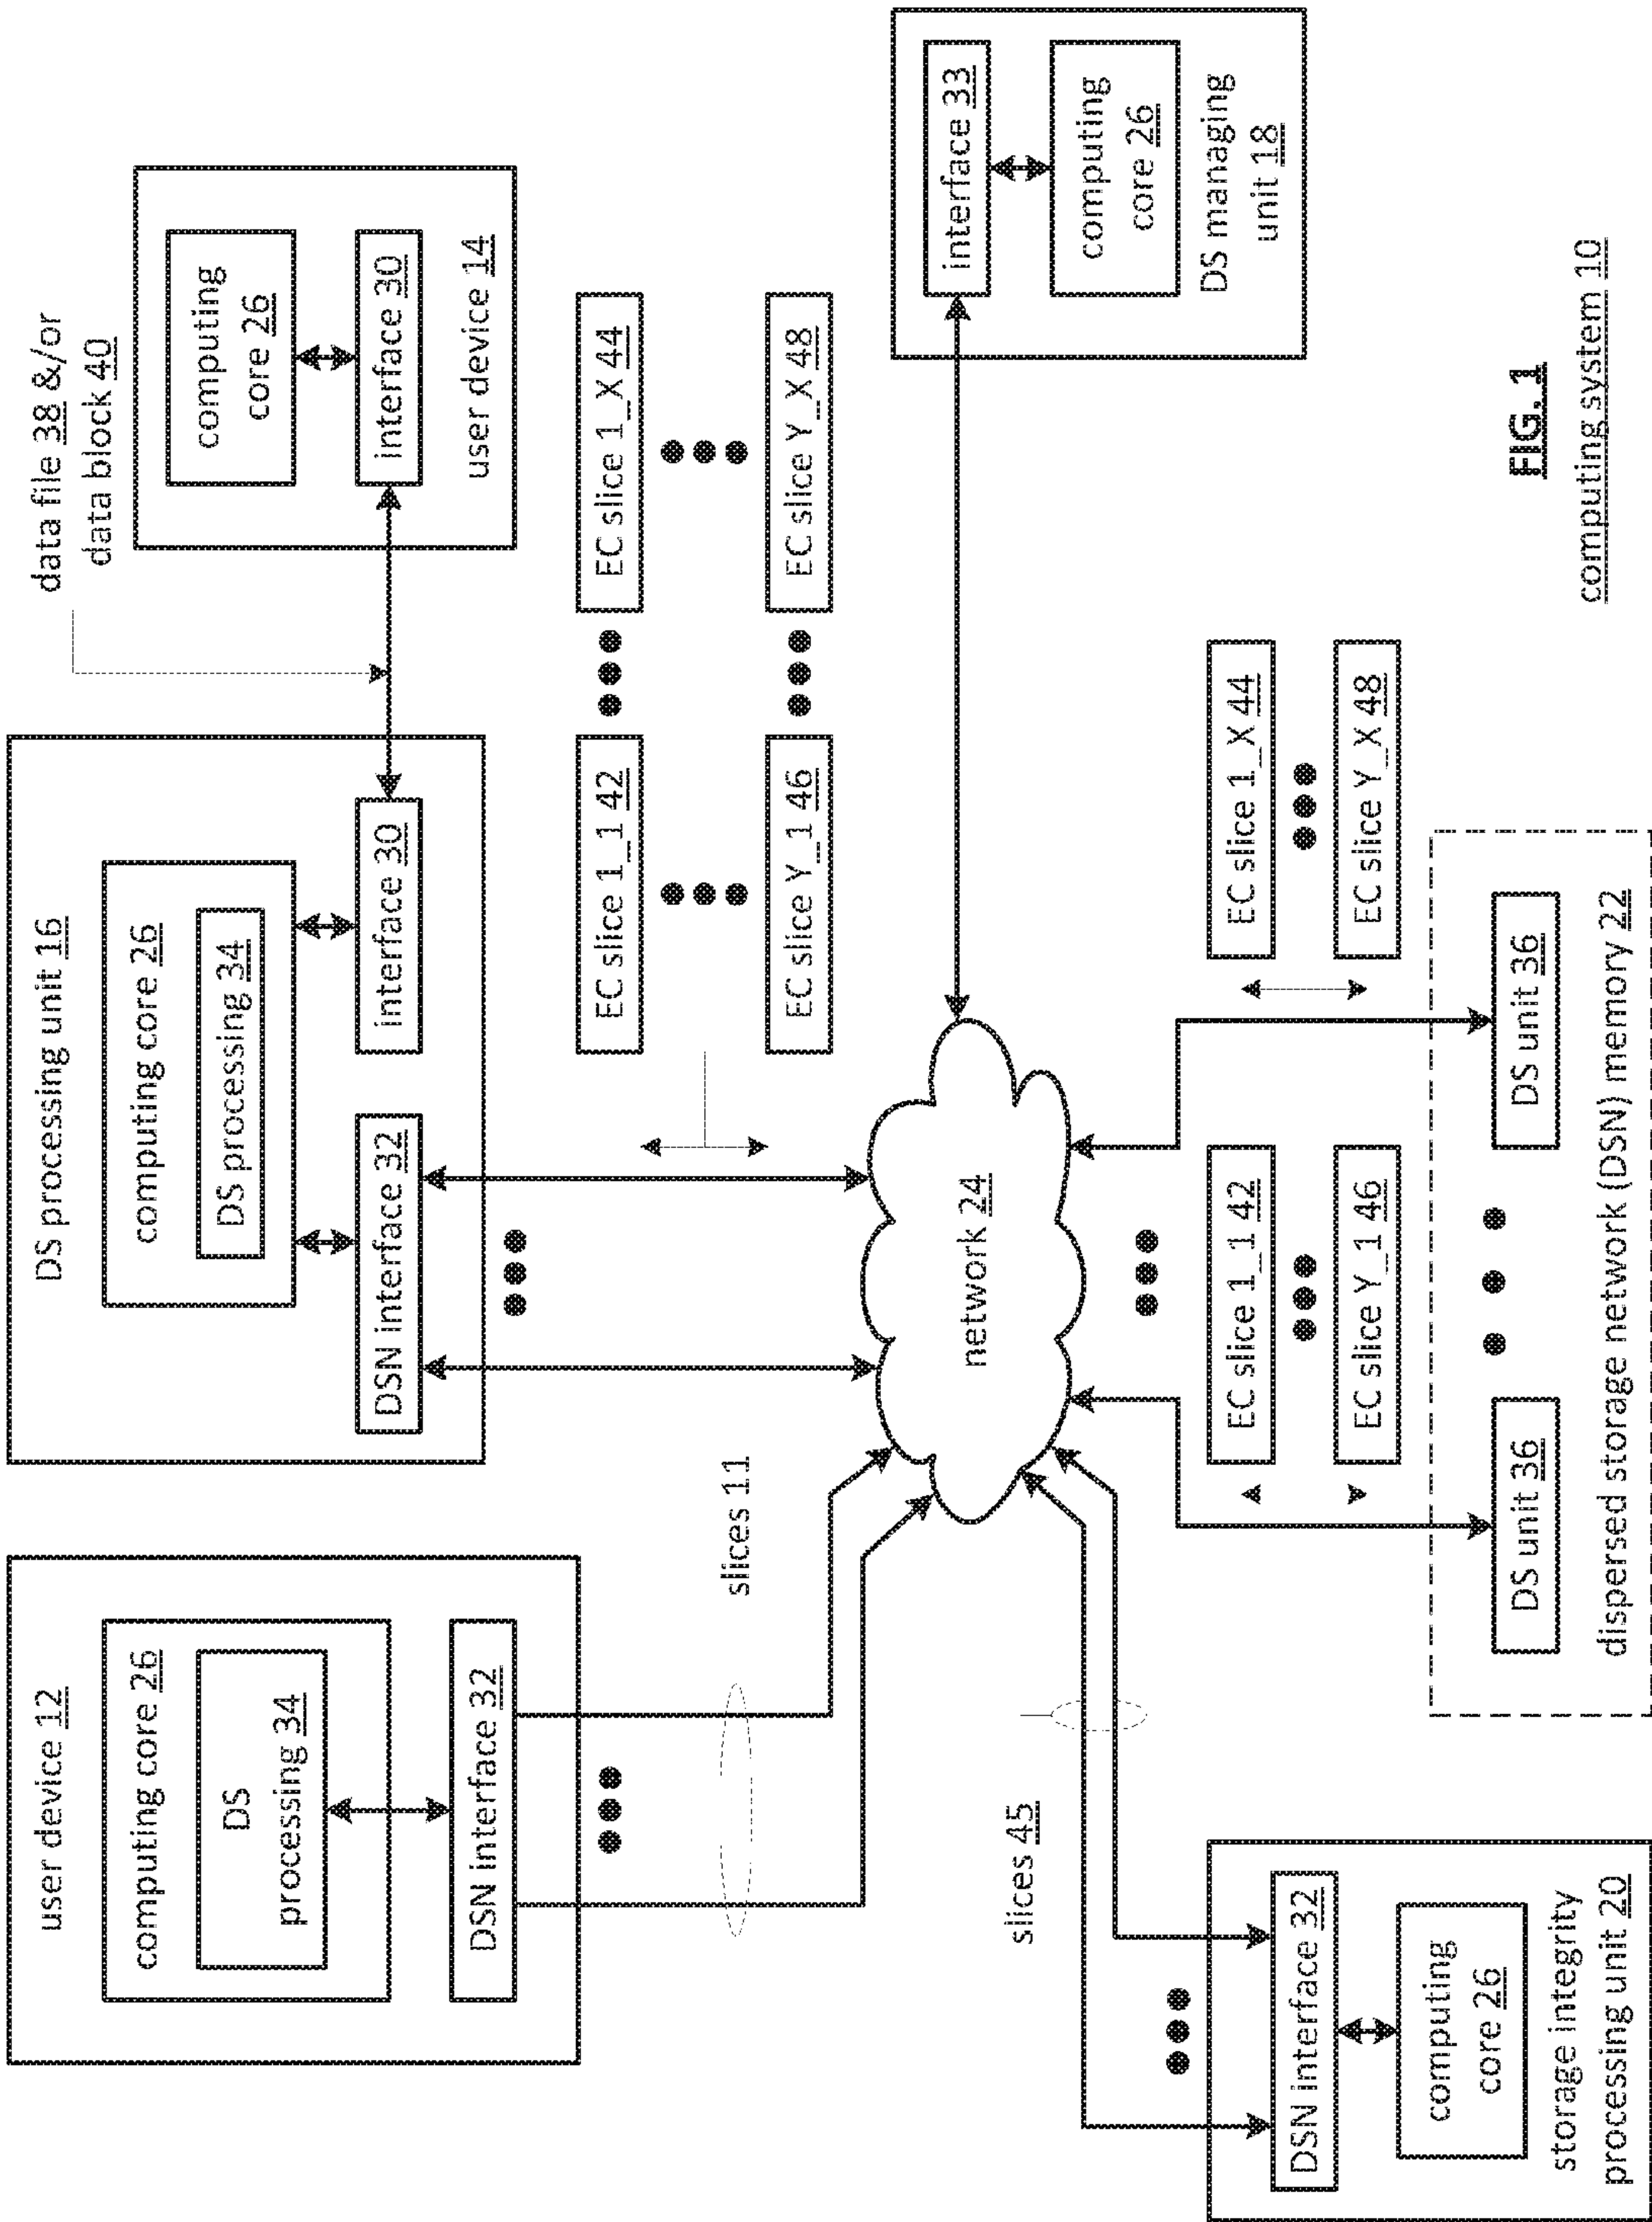 user device 12
computing core 26
DS
processing 34
DSN interface 32
slices 11
DS processing unit 16
computing core 26
DS processing 34
DSN interface 32
interface 30
data file 38 &/or
data block 40
computing
core 26
interface 30
user device 14
EC slice 1_1 42
EC slice 1_X 44
EC slice Y_1 46
EC slice Y_X 48
network 24
interface 33
computing
core 26
DS managing
unit 18
slices 45
DSN interface 32
computing
core 26
storage integrity
processing unit 20
EC slice 1_1 42
EC slice Y_1 46
EC slice 1_X 44
EC slice Y_X 48
DS unit 36
DS unit 36
dispersed storage network (DSN) memory 22
FIG. 1
computing system 10